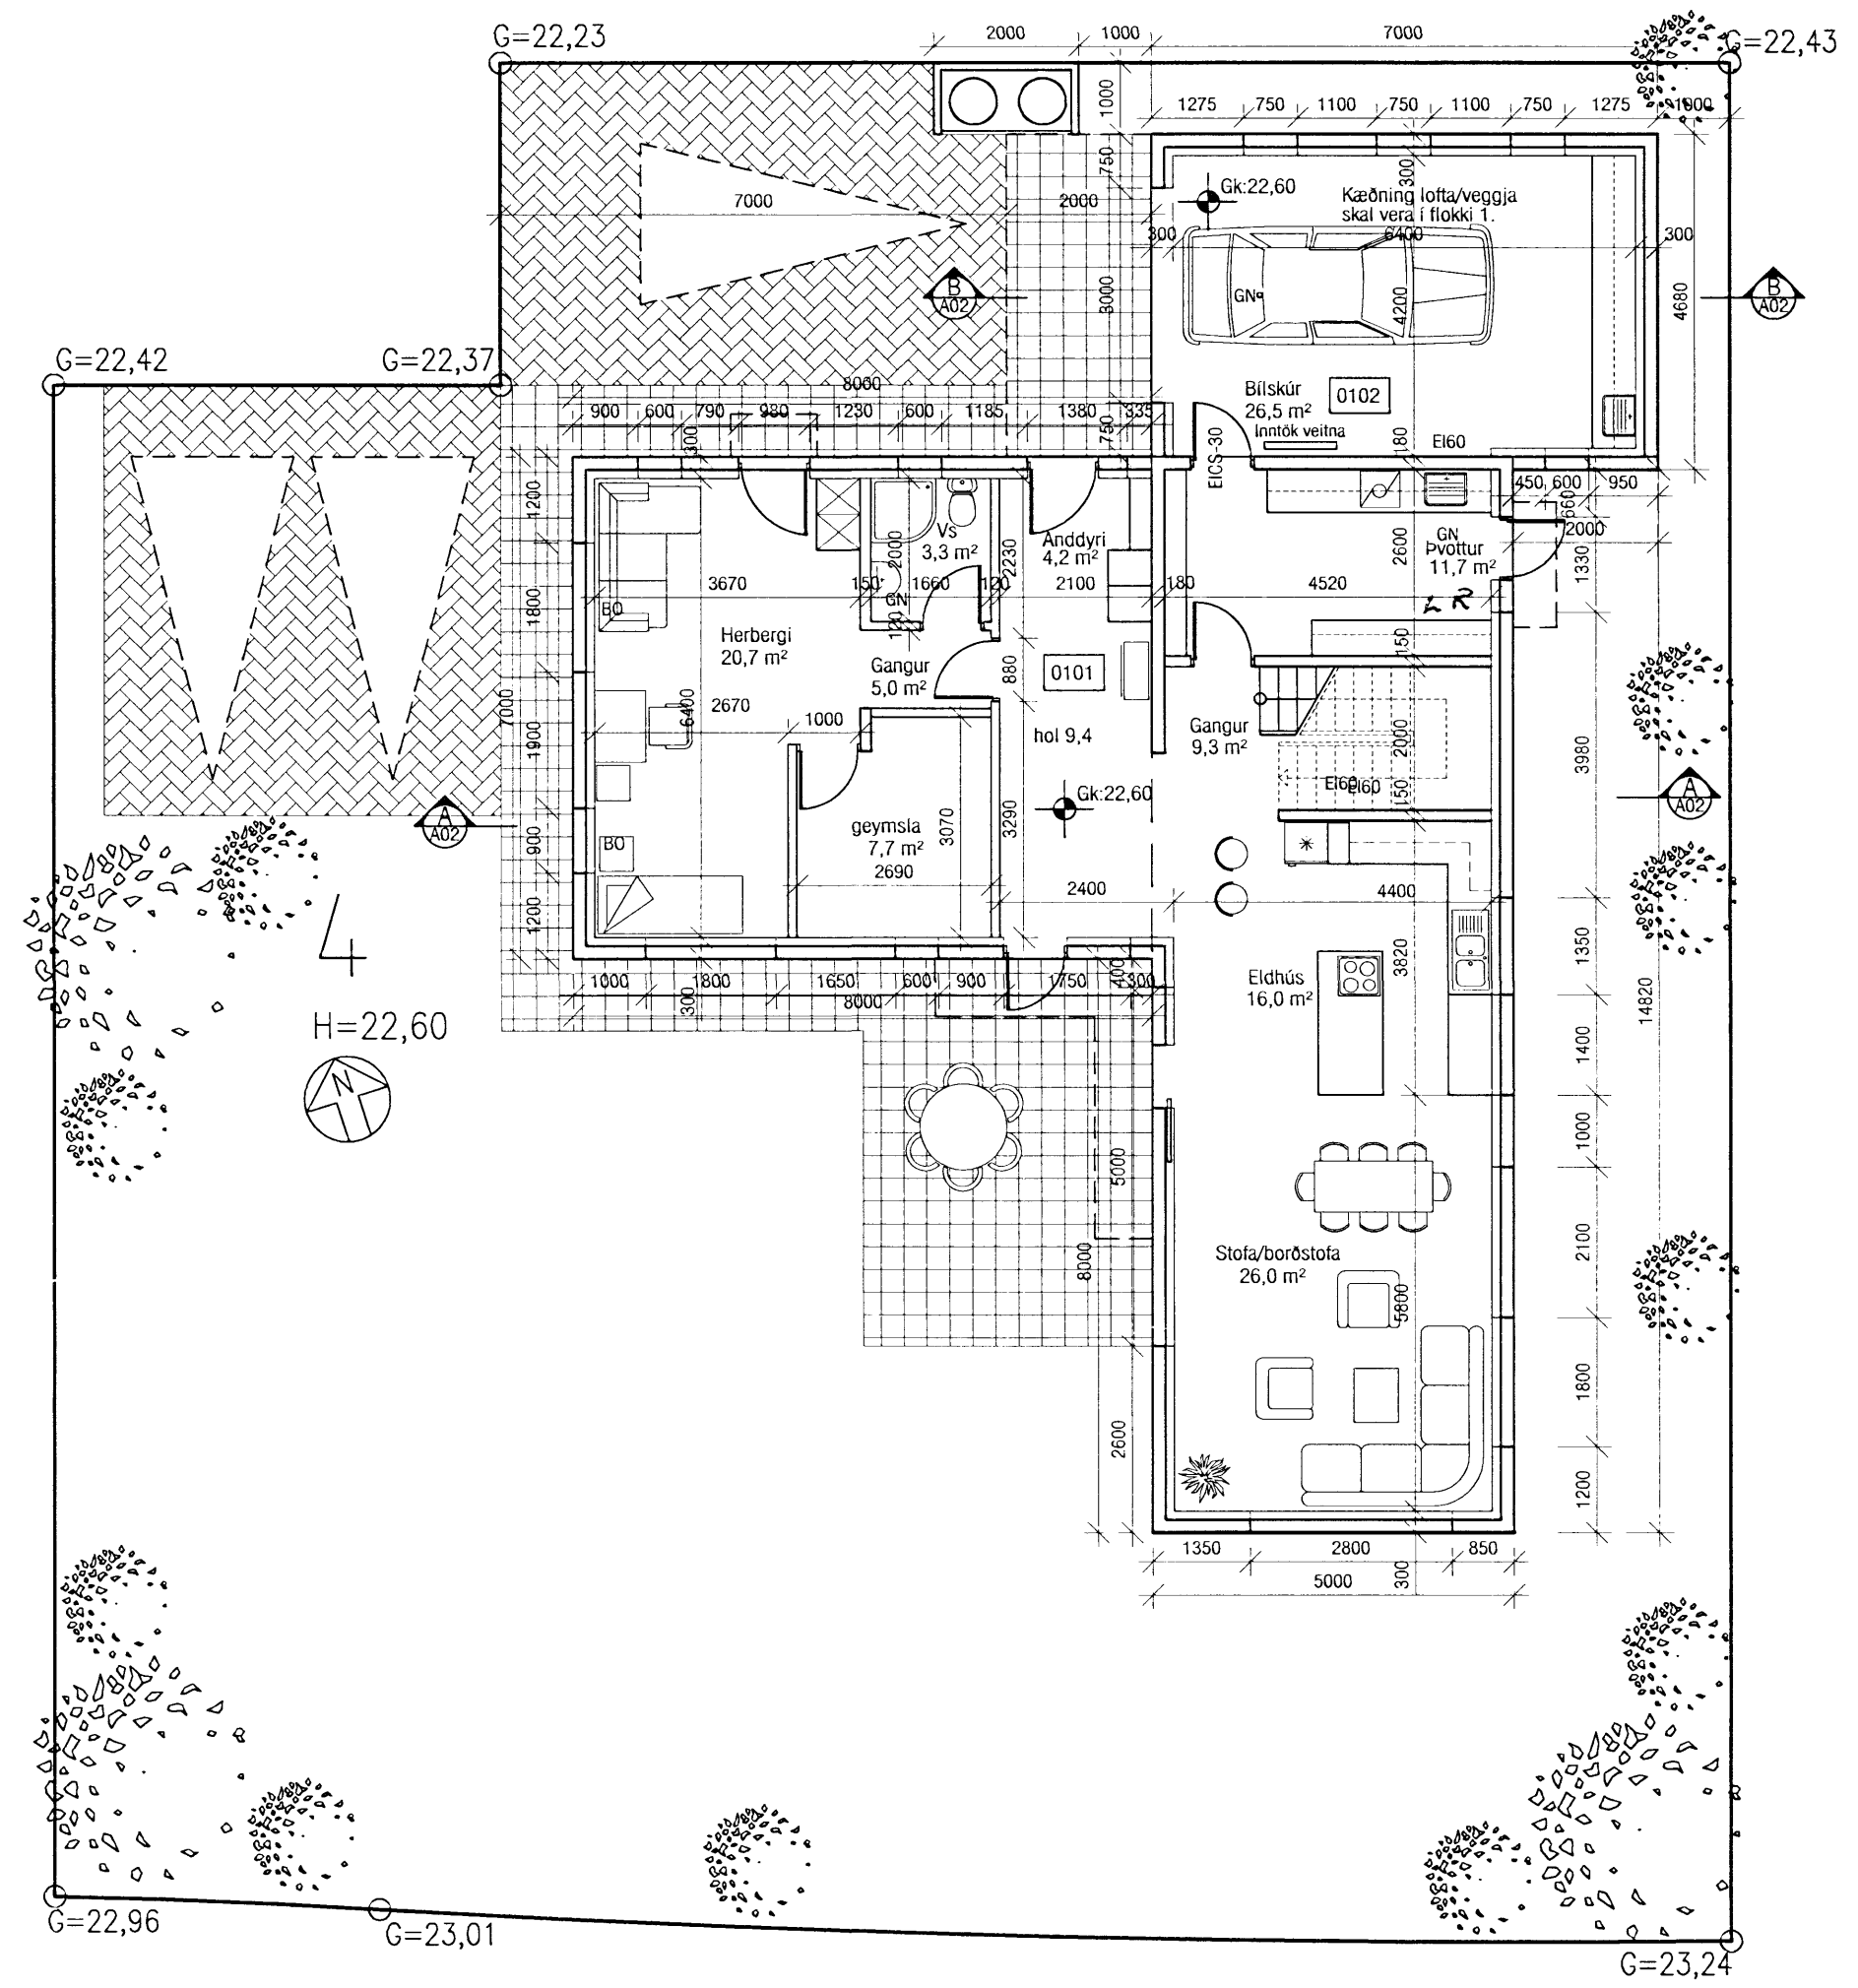 G=22,23
2000
1000
7000
G=22,43
1000
1275
750
1100
750
1100
750
1275
1000
750
300
Gk:22,60
Kæðning lofta/veggja
skal vera í flokki 1.
7000
2000
300
6400
300
B
A02
3000
GN
4200
4680
B
A02
G=22,42
G=22,37
8000
Bílskúr
26,5 m²
0102
Inntök veitna
900
600
790
980
1230
600
1185
1380
335
750
300
EICS-30
180
EI60
1200
450
600
950
660
2000
Vs
3,3 m²
2000
2230
Anddyri
4,2 m²
2600
GN
Þvottur
11,7 m²
1330
3670
150
1660
120
2100
180
4520
L R
1800
BO
GN
120
Herbergi
20,7 m²
Gangur
5,0 m²
880
0101
150
7000
2670
6400
1000
hol 9,4
Gangur
9,3 m²
2000
1900
3980
EI60
EI60
150
Gk:22,60
A
A02
A
A02
900
BO
geymsla
7,7 m²
3070
3290
2690
2400
4400
1200
4
3820
1350
1000
1800
1650
600
900
1750
400
300
8000
300
Eldhús
16,0 m²
14820
H=22,60
1400
N
5000
1000
8000
Stofa/borðstofa
26,0 m²
2100
5800
1800
2600
1200
1350
2800
850
5000
300
G=22,96
G=23,01
G=23,24